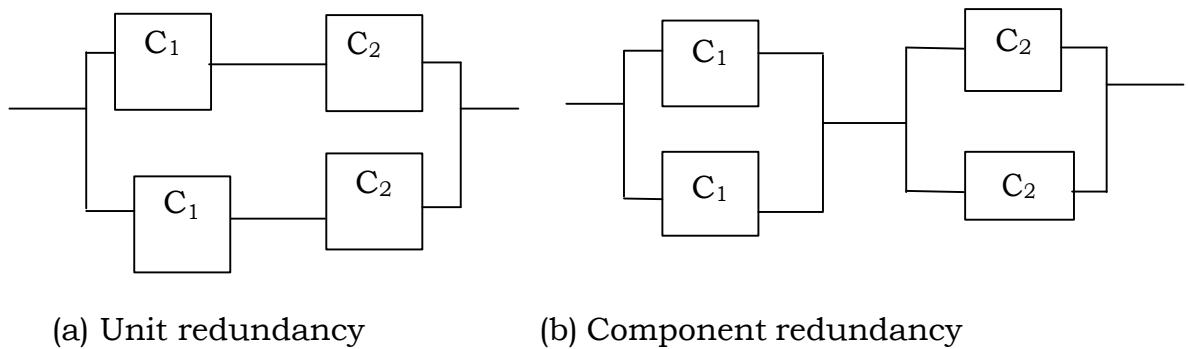 C₁ C₂
C₁ C₂
C₁ C₂
C₁ C₂
(a) Unit redundancy
(b) Component redundancy